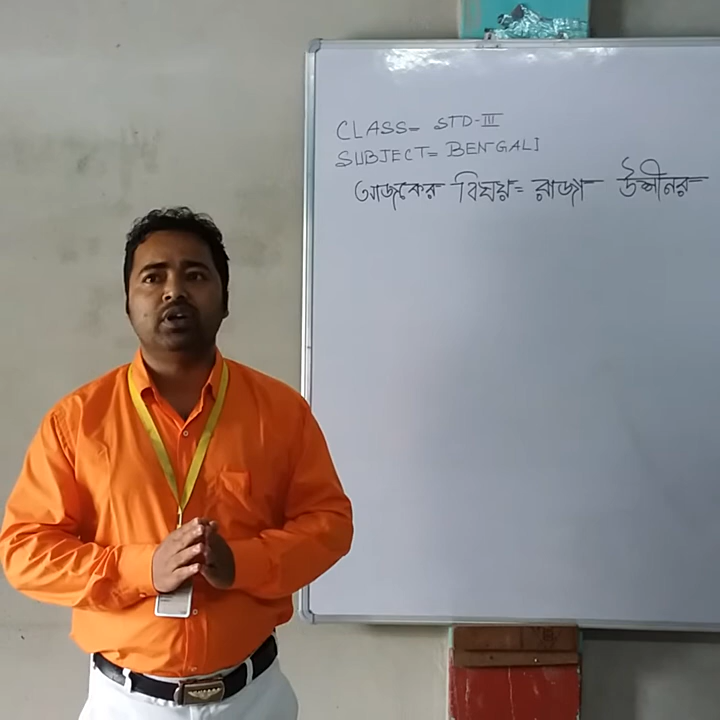 CLASS= STD-III
SUBJECT= BENGALI
আজকের বিষয়= রাজা উশীনর